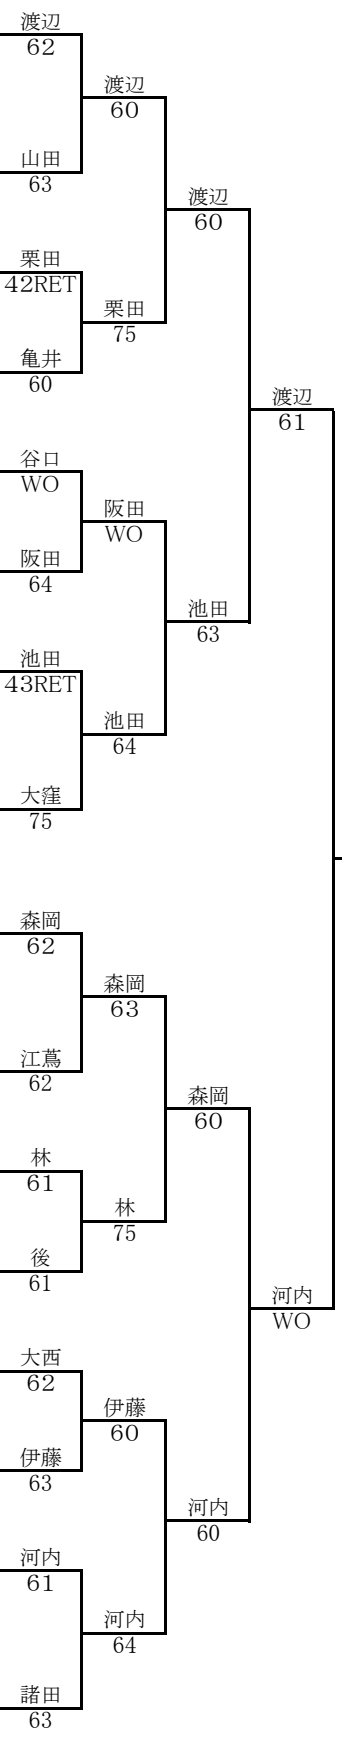 渡辺
62
渡辺
60
山田
63
渡辺
60
栗田
42RET
栗田
75
亀井
60
渡辺
61
谷口
WO
阪田
WO
阪田
64
池田
63
池田
43RET
池田
64
大窪
75
森岡
62
森岡
63
江蔦
62
森岡
60
林
61
林
75
後
61
河内
WO
大西
62
伊藤
60
伊藤
63
河内
60
河内
61
河内
64
諸田
63